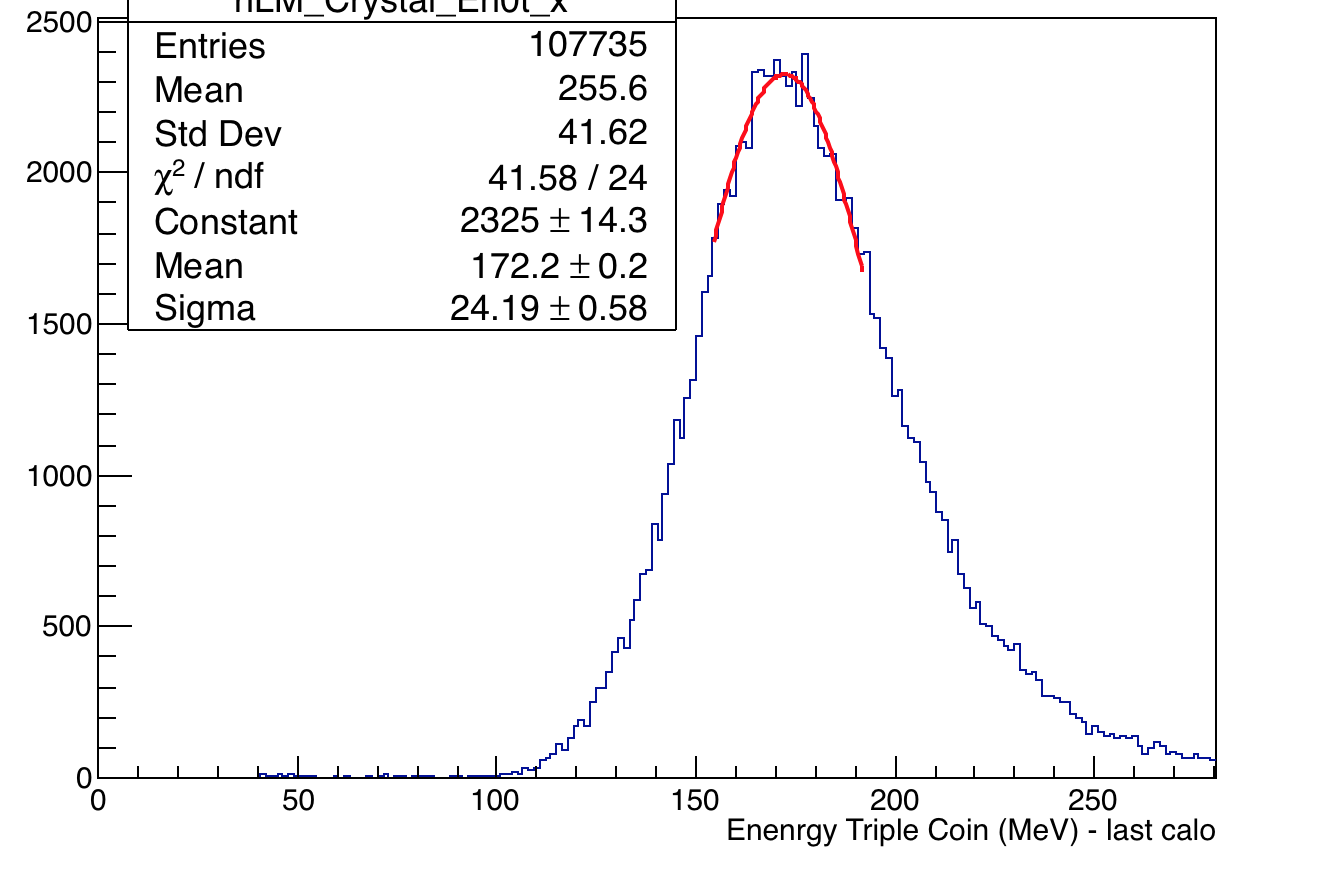 hLM_Crystal_En0t_x
Entries 107735
Mean 255.6
Std Dev 41.62
χ² / ndf 41.58 / 24
Constant 2325 ± 14.3
Mean 172.2 ± 0.2
Sigma 24.19 ± 0.58
2500
2000
1500
1000
500
0
0 50 100 150 200 250
Enenrgy Triple Coin (MeV) - last calo